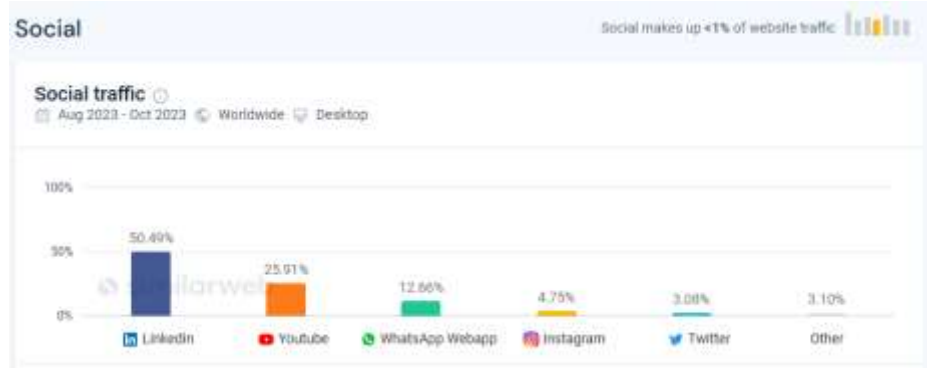 Social
Social makes up <1% of website traffic
Social traffic
Aug 2023 - Oct 2023 Worldwide Desktop
100%
50%
0%
50.49%
25.91%
12.66%
4.75%
3.08%
3.10%
similarweb
Linkedin
Youtube
WhatsApp Webapp
Instagram
Twitter
Other